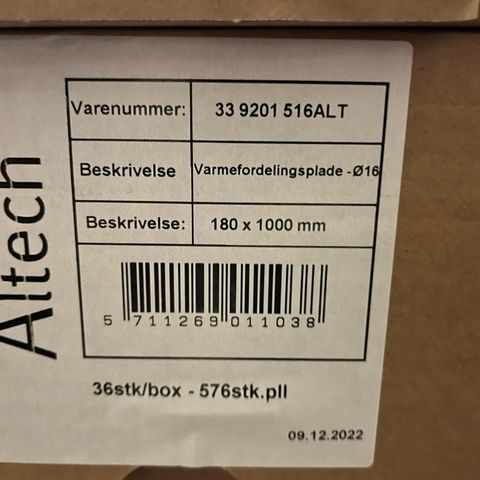 Altech
Varenummer: 33 9201 516ALT
Beskrivelse Varmefordelingsplade -Ø16
Beskrivelse: 180 x 1000 mm
5 711269 011038
36stk/box - 576stk.pll
09.12.2022